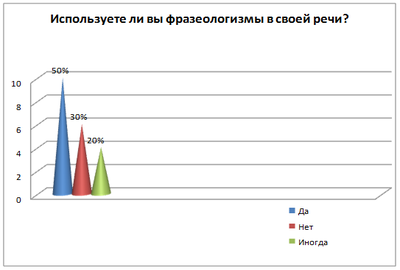 Используете ли вы фразеологизмы в своей речи?
50%
30%
20%
10
8
6
4
2
0
Да
Нет
Иногда